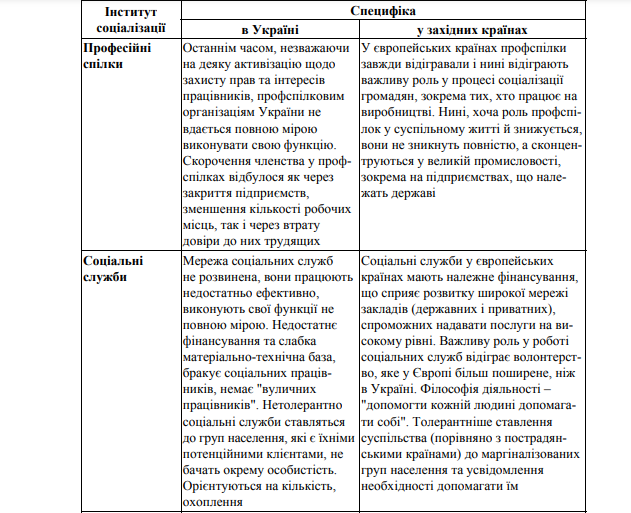 Інститут
соціалізації
Специфіка
в Україні
у західних країнах
Професійні
спілки
Останнім часом, незважаючи
на деяку активізацію щодо
захисту прав та інтересів
працівників, профспілковим
організаціям України не
вдається повною мірою
виконувати свою функцію.
Скорочення членства у проф-
спілках відбулося як через
закриття підприємств,
зменшення кількості робочих
місць, так і через втрату
довіри до них трудящих
У європейських країнах профспілки
завжди відігравали і нині відіграють
важливу роль у процесі соціалізації
громадян, зокрема тих, хто працює на
виробництві. Нині, хоча роль профспі-
лок у суспільному житті й знижується,
вони не зникнуть повністю, а сконцен-
труються у великій промисловості,
зокрема на підприємствах, що нале-
жать державі
Соціальні
служби
Мережа соціальних служб
не розвинена, вони працюють
недостатньо ефективно,
виконують свої функції не
повною мірою. Недостатнє
фінансування та слабка
матеріально-технічна база,
бракує соціальних праців-
ників, немає "вуличних
працівників". Нетолерантно
соціальні служби ставляться
до груп населення, які є їхніми
потенційними клієнтами, не
бачать окрему особистість.
Орієнтуються на кількість,
охоплення
Соціальні служби у європейських
країнах мають належне фінансування,
що сприяє розвитку широкої мережі
закладів (державних і приватних),
спроможних надавати послуги на ви-
сокому рівні. Важливу роль у роботі
соціальних служб відіграє волонтерст-
во, яке у Європі більш поширене, ніж
в Україні. Філософія діяльності –
"допомогти кожній людині допомага-
ти собі". Толерантніше ставлення
суспільства (порівняно з пострадян-
ськими країнами) до маргіналізованих
груп населення та усвідомлення
необхідності допомагати їм